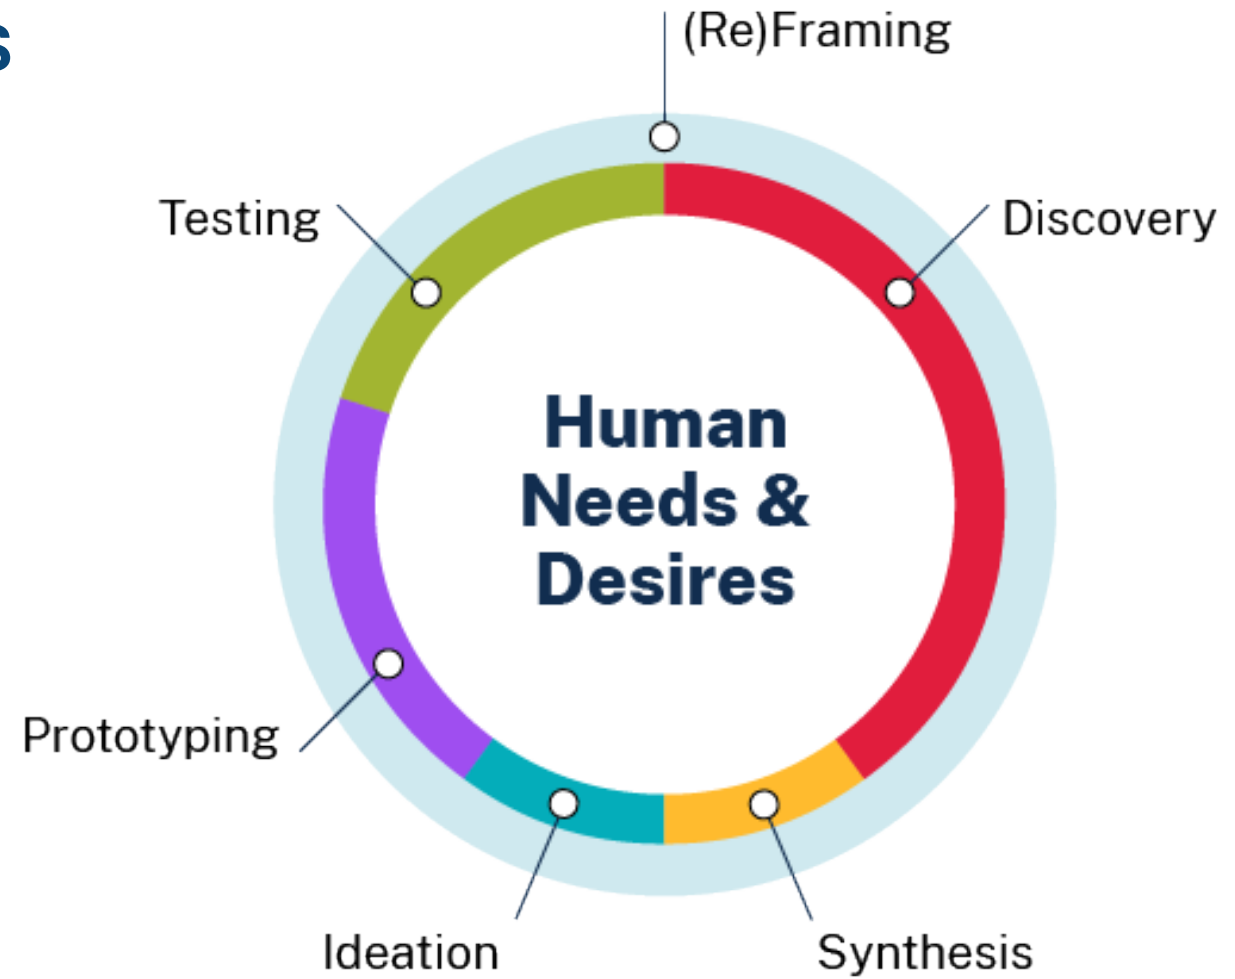 s
(Re)Framing
Testing
Discovery
Human
Needs &
Desires
Prototyping
Ideation
Synthesis